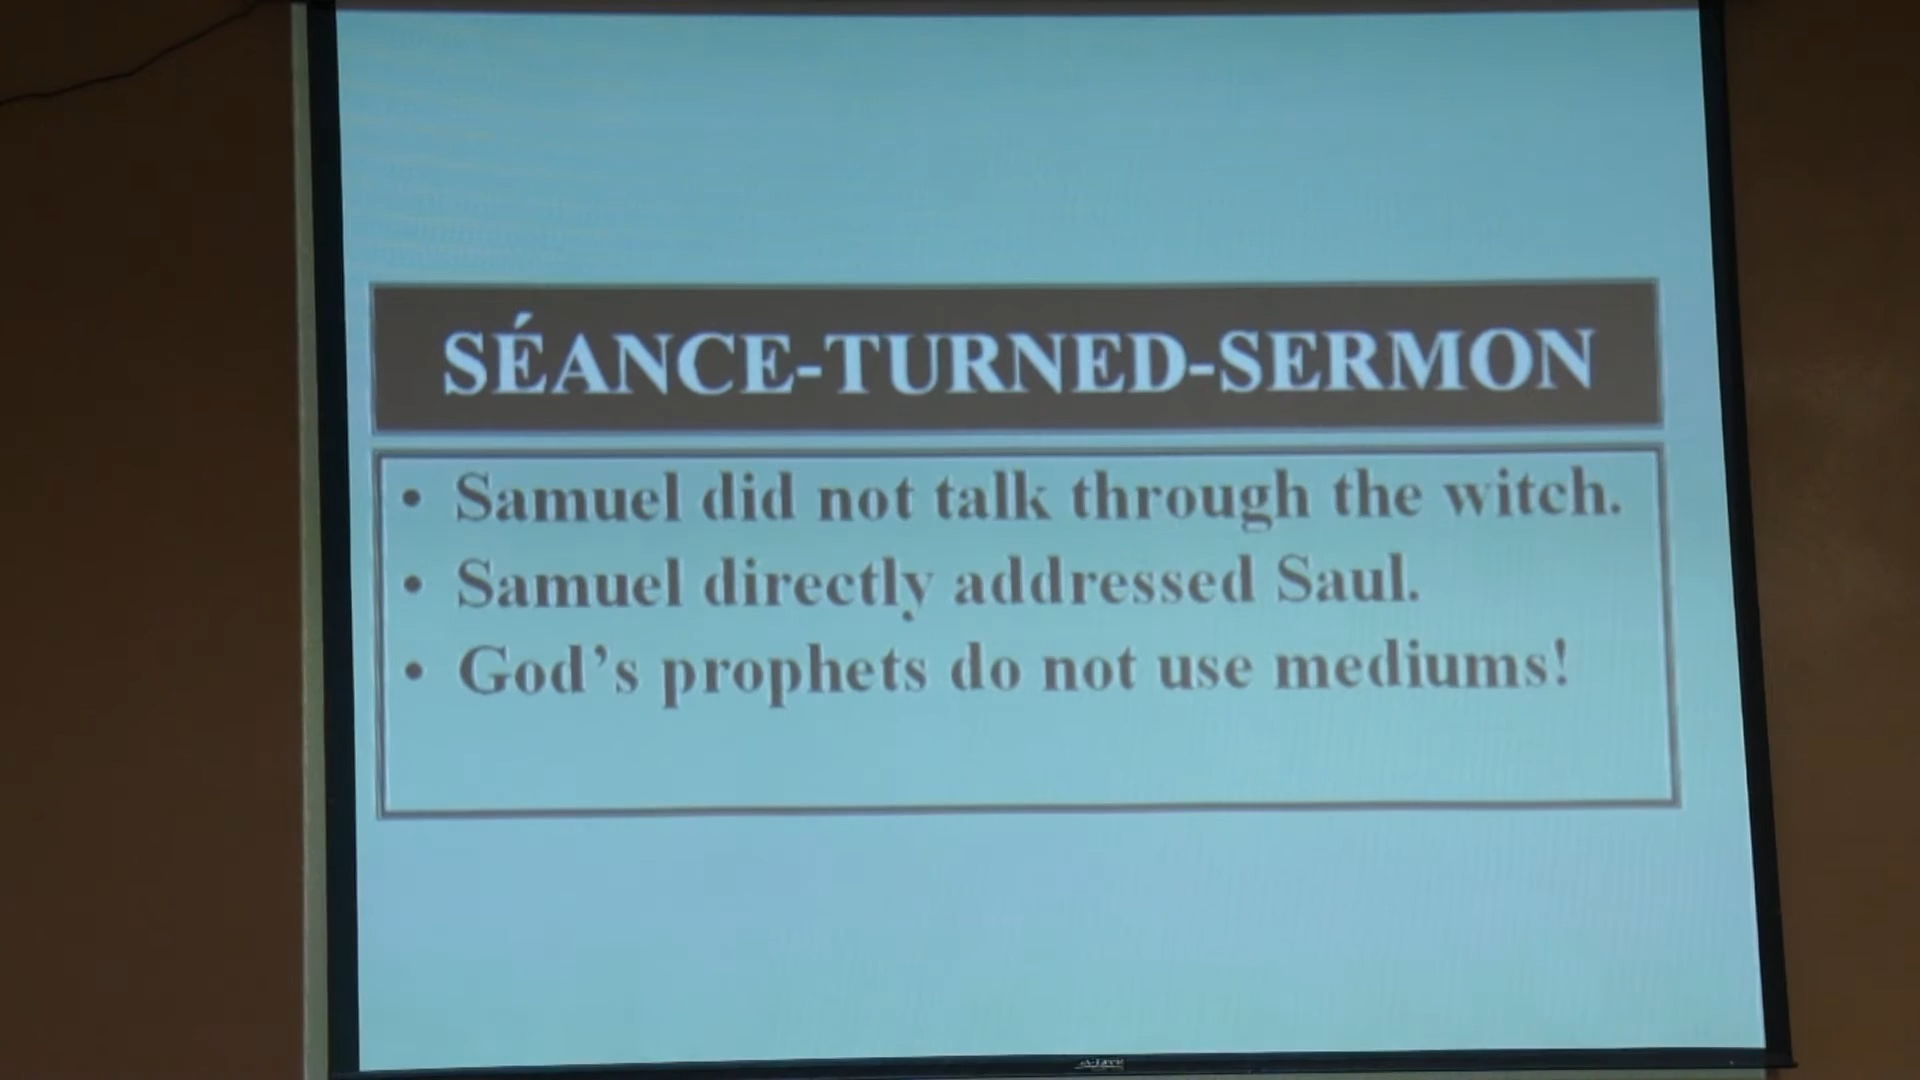 SÉANCE-TURNED-SERMON
• Samuel did not talk through the witch.
• Samuel directly addressed Saul.
• God's prophets do not use mediums!